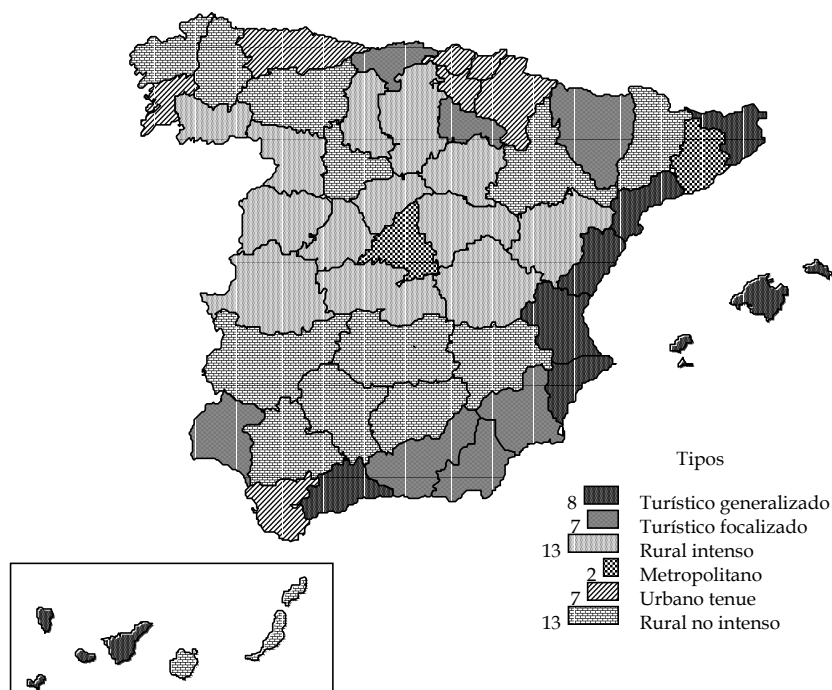 Tipos
8 Turístico generalizado
7 Turístico focalizado
13 Rural intenso
2 Metropolitano
7 Urbano tenue
13 Rural no intenso